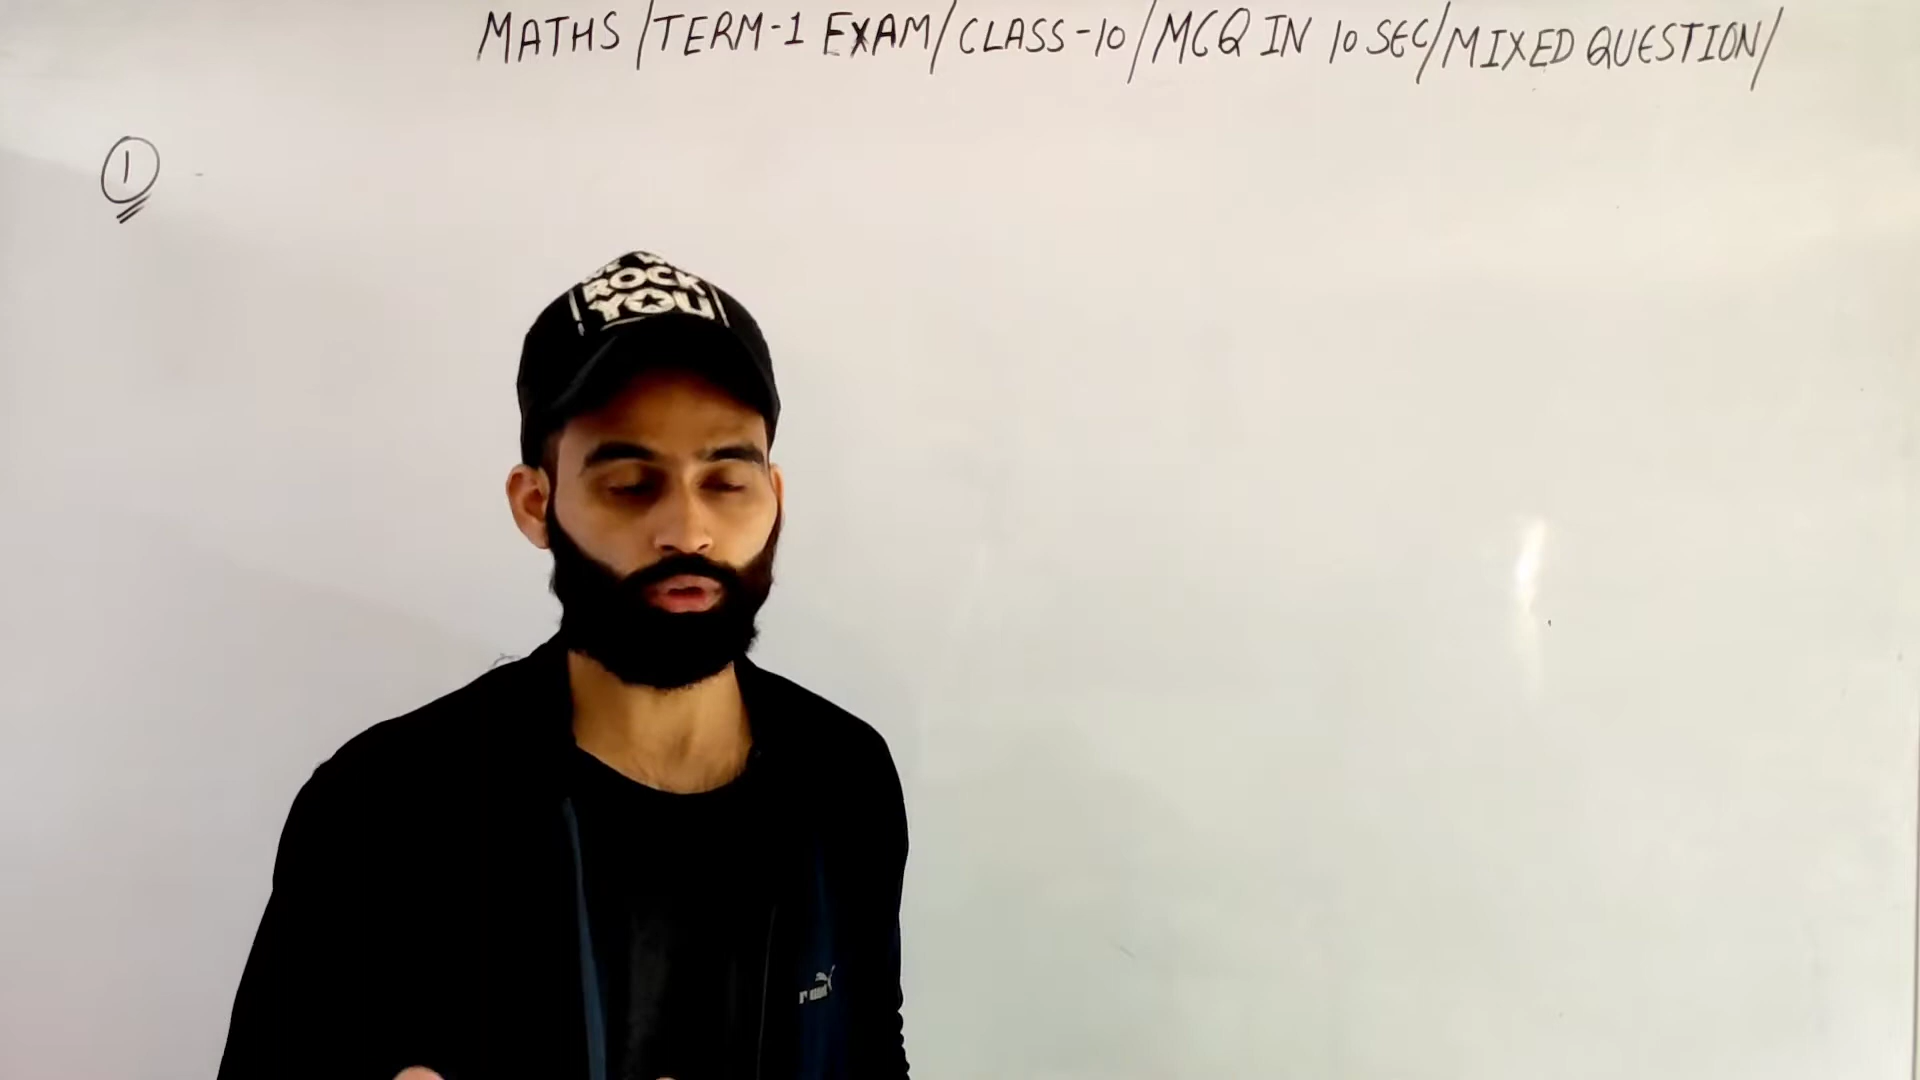 MATHS /TERM-1 EXAM/CLASS-10/MCQ IN 10 SEC/MIXED QUESTION/
1
ROCK
YOU